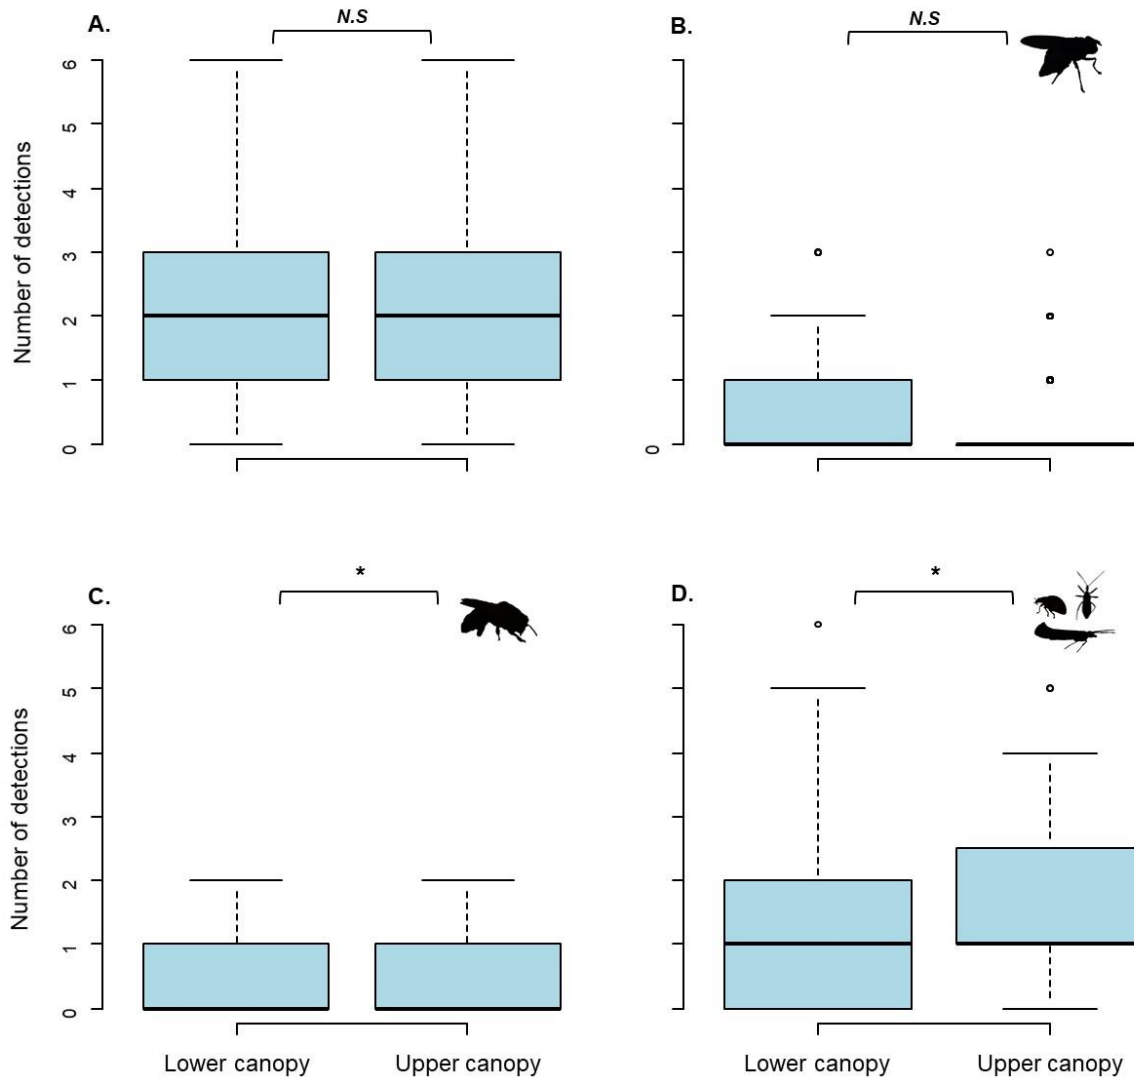 A.
N.S
B.
N.S
Number of detections
6
5
4
3
2
1
0
0
C.
*
D.
*
Number of detections
6
5
4
3
2
1
0
Lower canopy
Upper canopy
Lower canopy
Upper canopy